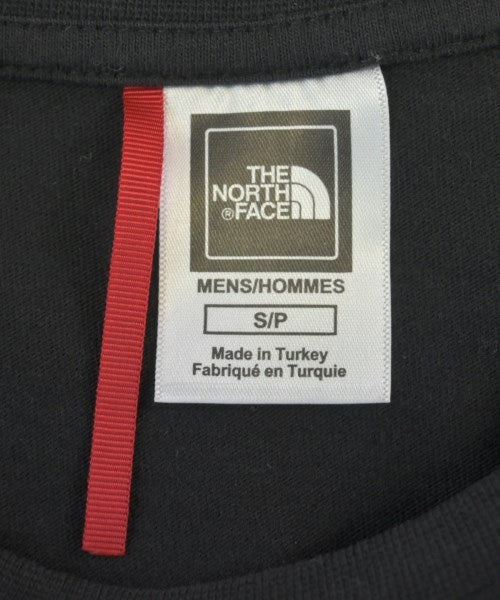 THE
NORTH
® FACE
MENS/HOMMES
S/P
Made in Turkey
Fabriqué en Turquie